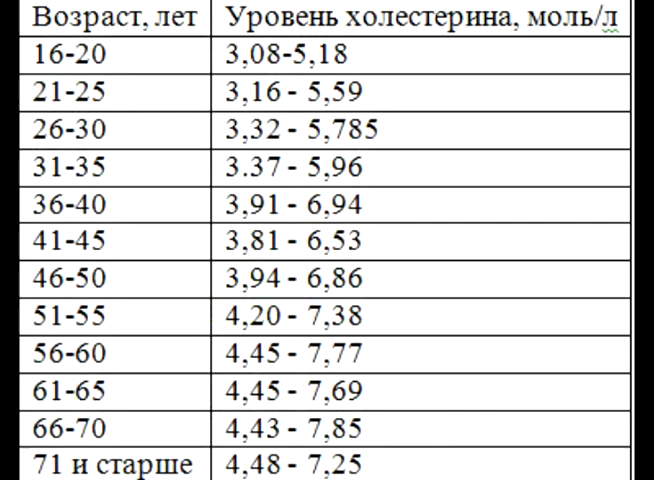 Возраст, лет Уровень холестерина, моль/л
16-20 3,08-5,18
21-25 3,16 - 5,59
26-30 3,32 - 5,785
31-35 3.37 - 5,96
36-40 3,91 - 6,94
41-45 3,81 - 6,53
46-50 3,94 - 6,86
51-55 4,20 - 7,38
56-60 4,45 - 7,77
61-65 4,45 - 7,69
66-70 4,43 - 7,85
71 и старше 4,48 - 7,25